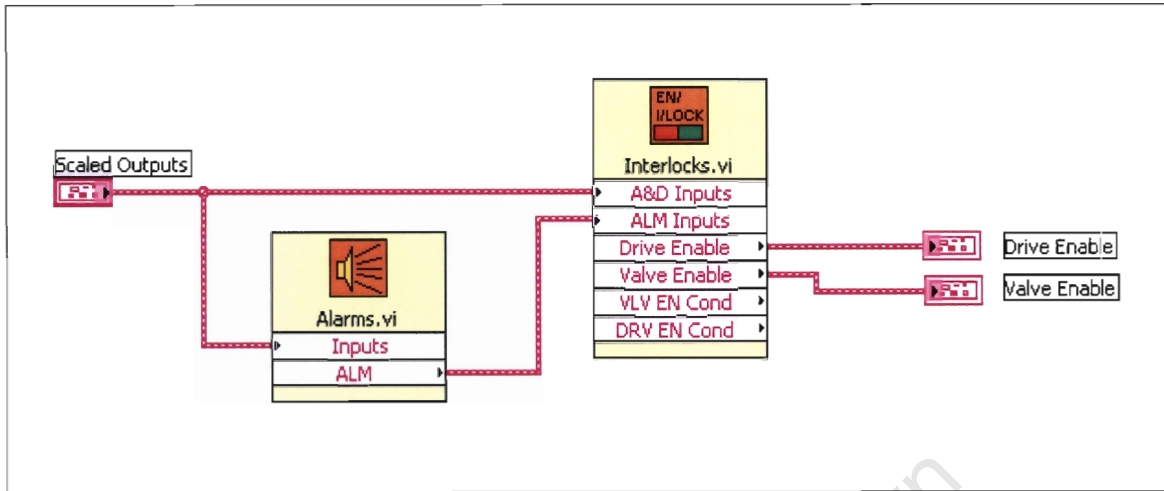 Scaled Outputs
EN/
I/LOCK
Interlocks.vi
A&D Inputs
ALM Inputs
Drive Enable
Valve Enable
VLV EN Cond
DRV EN Cond
Drive Enable
Valve Enable
Alarms.vi
Inputs
ALM